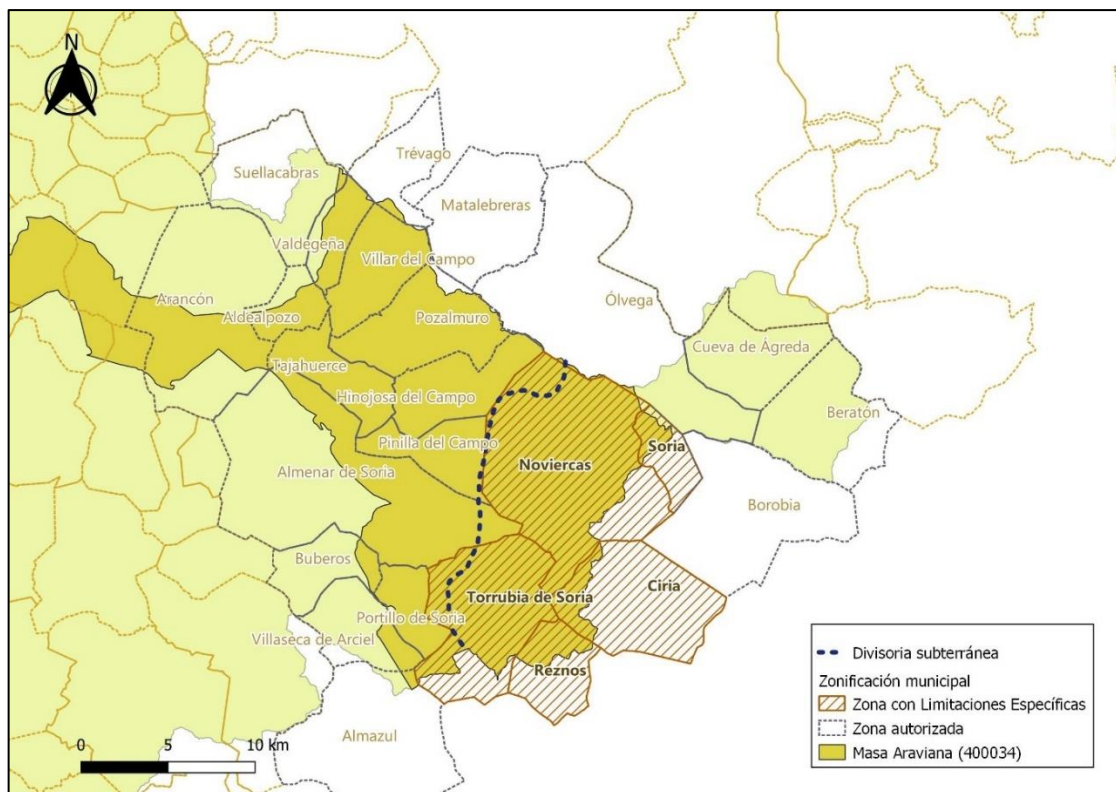 N
Trévago
Suellacabras
Matalebreras
Valdegeña
Villar del Campo
Arancón
Ólvega
Aldealpozo
Pozalmuro
Cueva de Ágreda
Tajahuerce
Hinojosa del Campo
Beratón
Pinilla del Campo
Soria
Almenar de Soria
Noviercas
Borobia
Buberos
Ciria
Torrubia de Soria
Portillo de Soria
Villaseca de Arciel
Reznos
Almazul
0 5 10 km
Divisoria subterránea
Zonificación municipal
Zona con Limitaciones Específicas
Zona autorizada
Masa Araviana (400034)